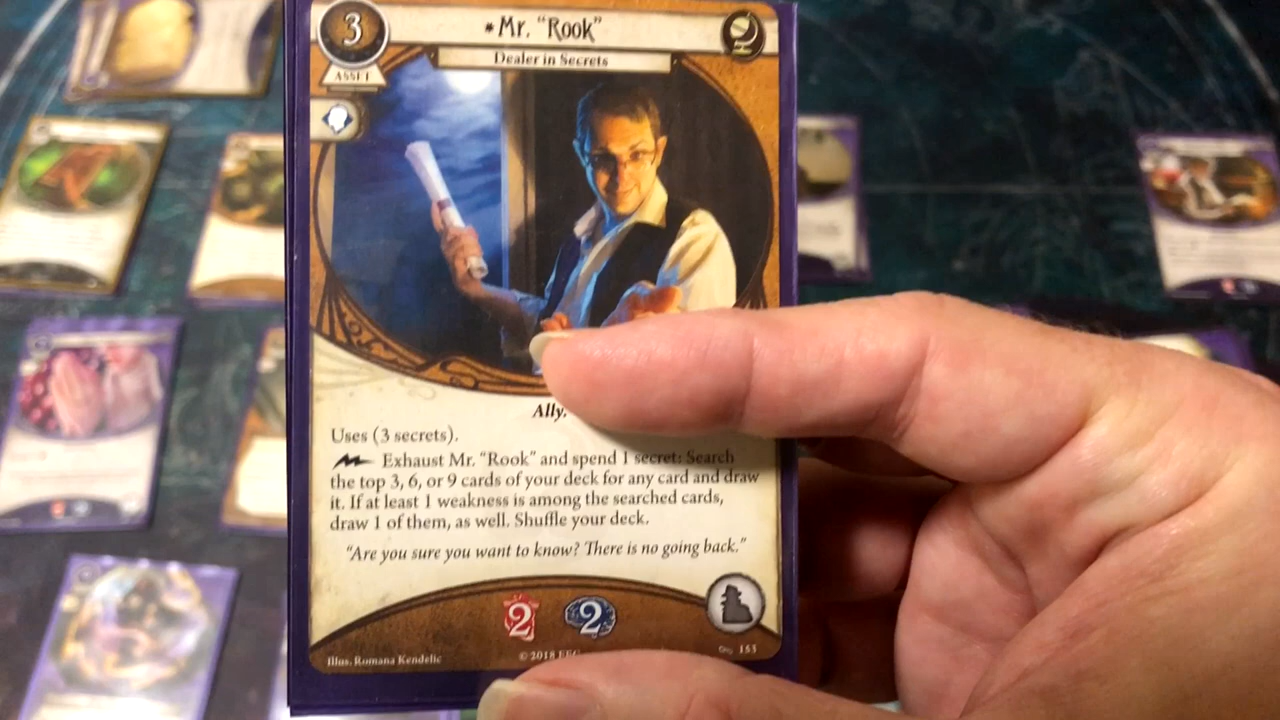 3
Mr. "Rook"
Dealer in Secrets
ASSET
Ally.
Uses (3 secrets).
Exhaust Mr. "Rook" and spend 1 secret: Search
the top 3, 6, or 9 cards of your deck for any card and draw
it. If at least 1 weakness is among the searched cards,
draw 1 of them, as well. Shuffle your deck.
"Are you sure you want to know? There is no going back."
2 2
Illus. Romana Kendelic
© 2018 FFG
153